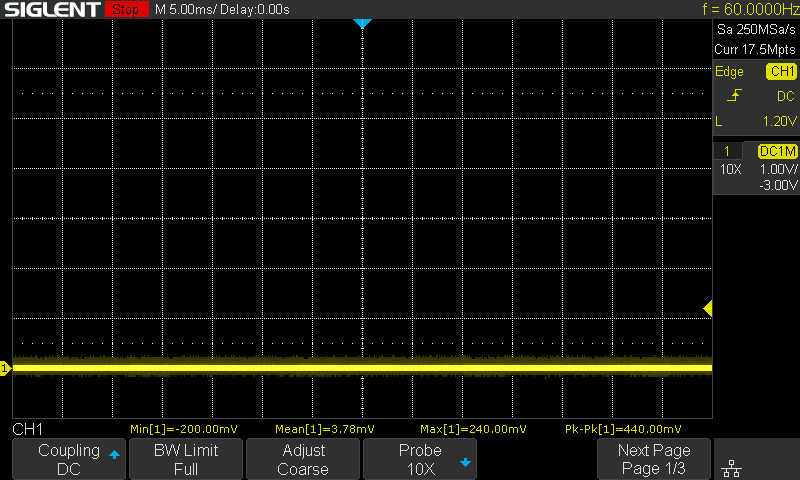 SIGLENT Stop M 5.00ms/ Delay:0.00s f = 60.0000Hz
Sa 250MSa/s
Curr 17.5Mpts
Edge CH1
DC
L 1.20V
1 DC1M
10X 1.00V/
-3.00V
1
CH1 Min[1]=-200.00mV Mean[1]=3.78mV Max[1]=240.00mV Pk-Pk[1]=440.00mV
Coupling BW Limit Adjust Probe Next Page
DC Full Coarse 10X Page 1/3